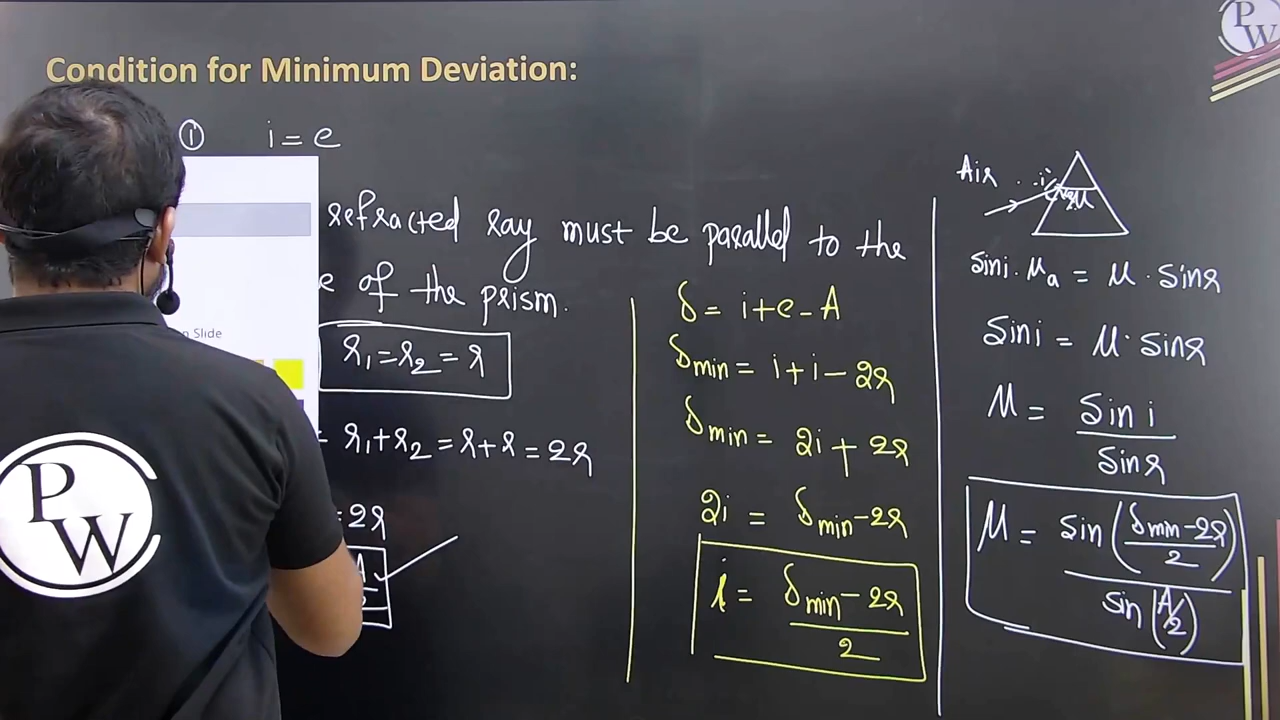 PW
Condition for Minimum Deviation:
① i = e
refracted ray must be parallel to the
e of the prism.
n Slide
r₁ = r₂ = r
= r₁ + r₂ = r + r = 2r
= 2r
PW
δ = i + e - A
δmin = i + i - 2r
δmin = 2i + 2r
2i = δmin - 2r
i = δmin - 2r / 2
Air
i
r
μ
sin i · μₐ = μ · sin r
sin i = μ · sin r
μ = sin i / sin r
μ = sin (δmin - 2r / 2) / sin (A/2)